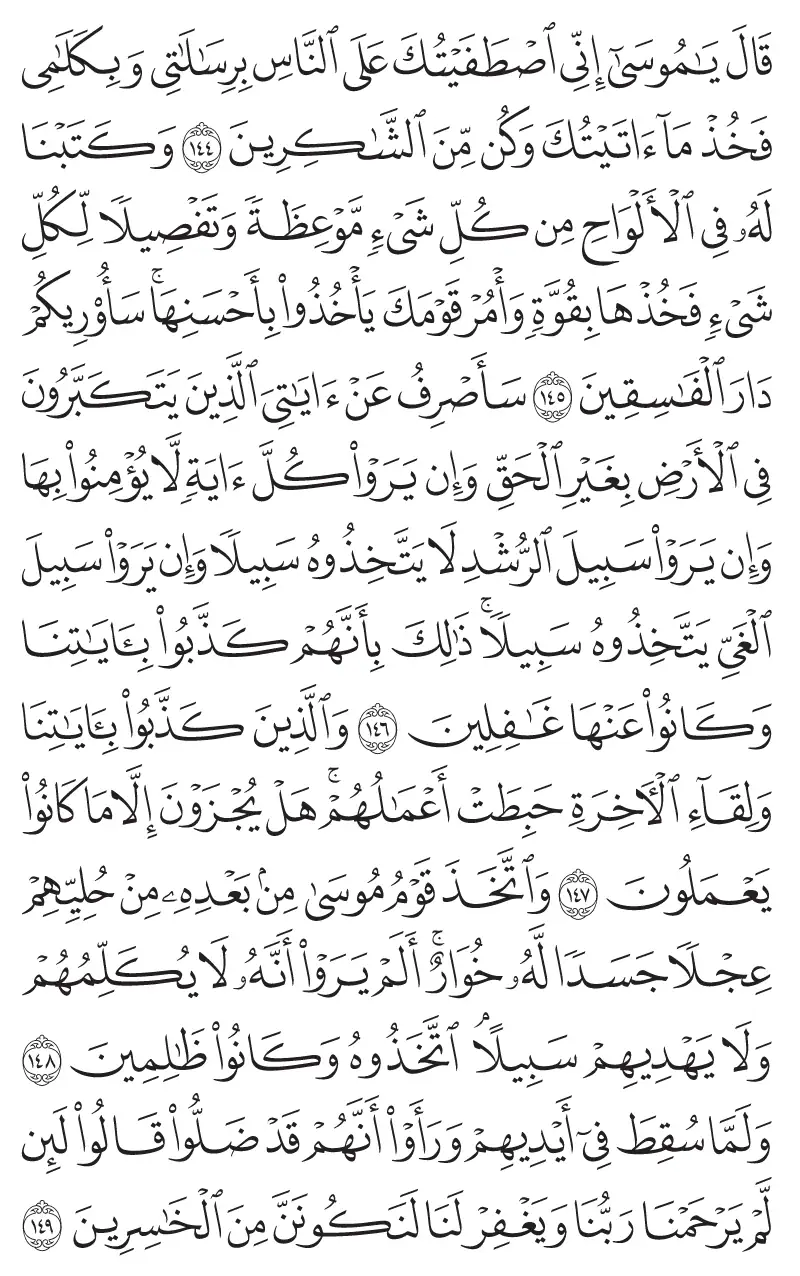 قَالَ يَـٰمُوسَىٰٓ إِنِّي ٱصۡطَفَيۡتُكَ عَلَى ٱلنَّاسِ بِرِسَـٰلَـٰتِي وَبِكَلَـٰمِي
فَخُذۡ مَآ ءَاتَيۡتُكَ وَكُن مِّنَ ٱلشَّـٰكِرِينَ ١٤٤ وَكَتَبۡنَا
لَهُۥ فِي ٱلۡأَلۡوَاحِ مِن كُلِّ شَيۡءٖ مَّوۡعِظَةٗ وَتَفۡصِيلٗا لِّكُلِّ
شَيۡءٖ فَخُذۡهَا بِقُوَّةٖ وَأۡمُرۡ قَوۡمَكَ يَأۡخُذُواْ بِأَحۡسَنِهَاۚ سَأُوْرِيكُمۡ
دَارَ ٱلۡفَـٰسِقِينَ ١٤٥ سَأَصۡرِفُ عَنۡ ءَايَـٰتِيَ ٱلَّذِينَ يَتَكَبَّرُونَ
فِي ٱلۡأَرۡضِ بِغَيۡرِ ٱلۡحَقِّ وَإِن يَرَوۡاْ كُلَّ ءَايَةٖ لَّا يُؤۡمِنُواْ بِهَا
وَإِن يَرَوۡاْ سَبِيلَ ٱلرُّشۡدِ لَا يَتَّخِذُوهُ سَبِيلٗا وَإِن يَرَوۡاْ سَبِيلَ
ٱلۡغَيِّ يَتَّخِذُوهُ سَبِيلٗاۚ ذَٰلِكَ بِأَنَّهُمۡ كَذَّبُواْ بِـَٔايَـٰتِنَا
وَكَانُواْ عَنۡهَا غَـٰفِلِينَ ١٤٦ وَٱلَّذِينَ كَذَّبُواْ بِـَٔايَـٰتِنَا
وَلِقَآءِ ٱلۡأٓخِرَةِ حَبِطَتۡ أَعۡمَـٰلُهُمۡۚ هَلۡ يُجۡزَوۡنَ إِلَّا مَا كَانُواْ
يَعۡمَلُونَ ١٤٧ وَٱتَّخَذَ قَوۡمُ مُوسَىٰ مِنۢ بَعۡدِهِۦ مِنۡ حُلِيِّهِمۡ
عِجۡلٗا جَسَدٗا لَّهُۥ خُوَارٌۚ أَلَمۡ يَرَوۡاْ أَنَّهُۥ لَا يُكَلِّمُهُمۡ
وَلَا يَهۡدِيهِمۡ سَبِيلًاۘ ٱتَّخَذُوهُ وَكَانُواْ ظَـٰلِمِينَ ١٤٨
وَلَمَّا سُقِطَ فِيٓ أَيۡدِيهِمۡ وَرَأَوۡاْ أَنَّهُمۡ قَدۡ ضَلُّواْ قَالُواْ لَئِن
لَّمۡ يَرۡحَمۡنَا رَبُّنَا وَيَغۡفِرۡ لَنَا لَنَكُونَنَّ مِنَ ٱلۡخَـٰسِرِينَ ١٤٩